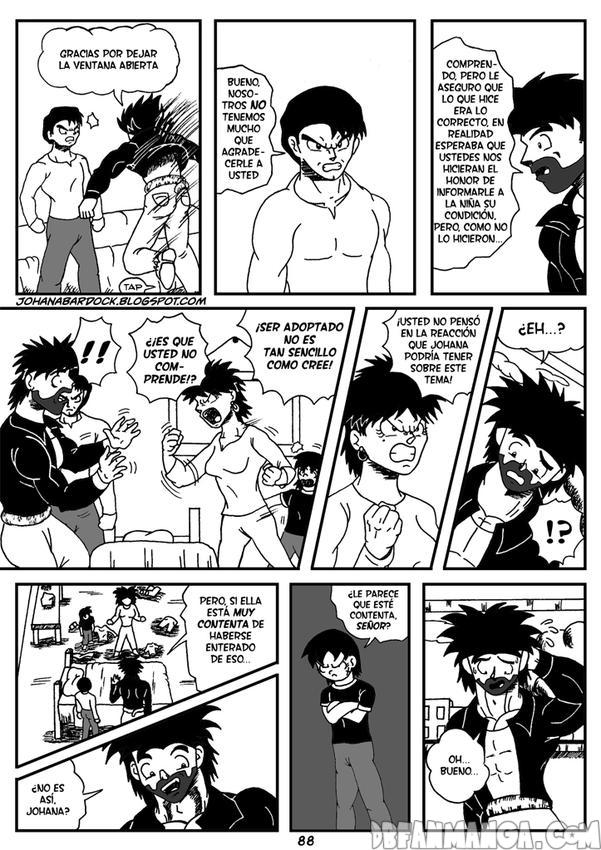 GRACIAS POR DEJAR
LA VENTANA ABIERTA
TAP
JOHANABARDOCK.BLOGSPOT.COM
BUENO,
NOSO-
TROS NO
TENEMOS
MUCHO
QUE
AGRADE-
CERLE A
USTED
COMPREN-
DO, PERO LE
ASEGURO QUE
LO QUE HICE
ERA LO
CORRECTO, EN
REALIDAD
ESPERABA QUE
USTEDES NOS
HICIERAN EL
HONOR DE
INFORMARLE A
LA NIÑA SU
CONDICIÓN,
PERO, COMO NO
LO HICIERON...
!!
¿¡ES QUE
USTED NO
COM-
PRENDE!?
¡SER ADOPTADO
NO ES
TAN SENCILLO
COMO CREE!
¡USTED NO PENSÓ
EN LA REACCIÓN
QUE JOHANA
PODRÍA TENER
SOBRE ESTE
TEMA!
¿EH...?
!?
PERO, SI ELLA
ESTÁ MUY
CONTENTA DE
HABERSE
ENTERADO DE
ESO...
¿NO ES
ASÍ,
JOHANA?
¿LE PARECE
QUE ESTÉ
CONTENTA,
SEÑOR?
OH...
BUENO...
88
DBFANMANGA.COM